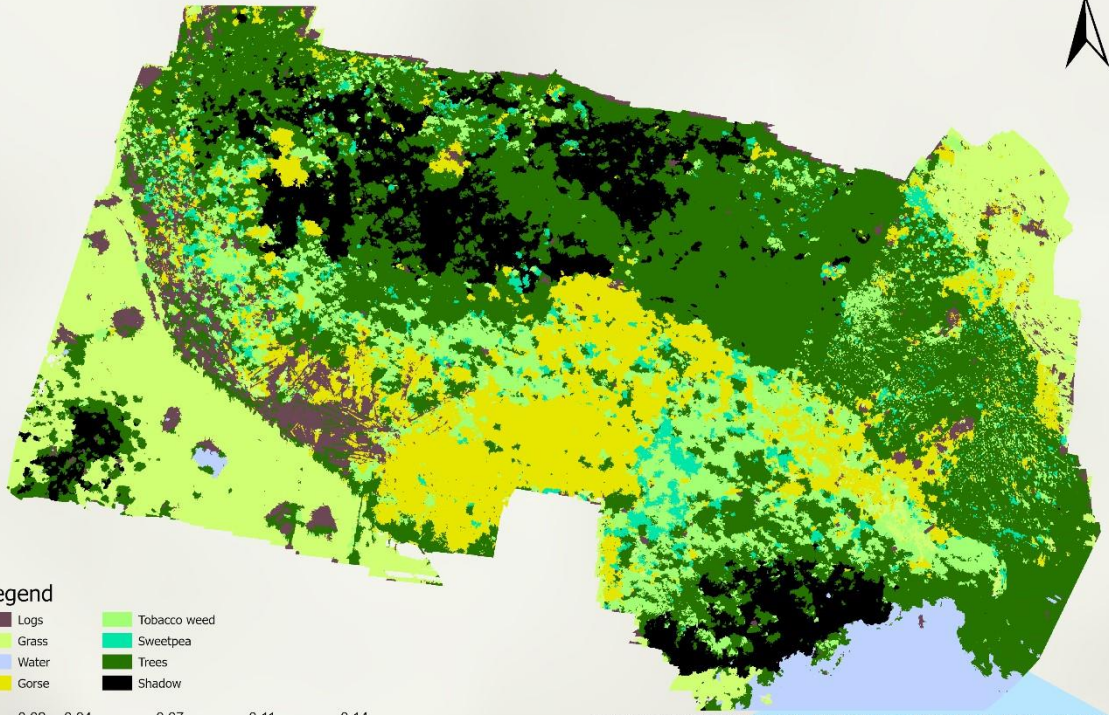 egend
Logs Tobacco weed
Grass Sweetpea
Water Trees
Gorse Shadow